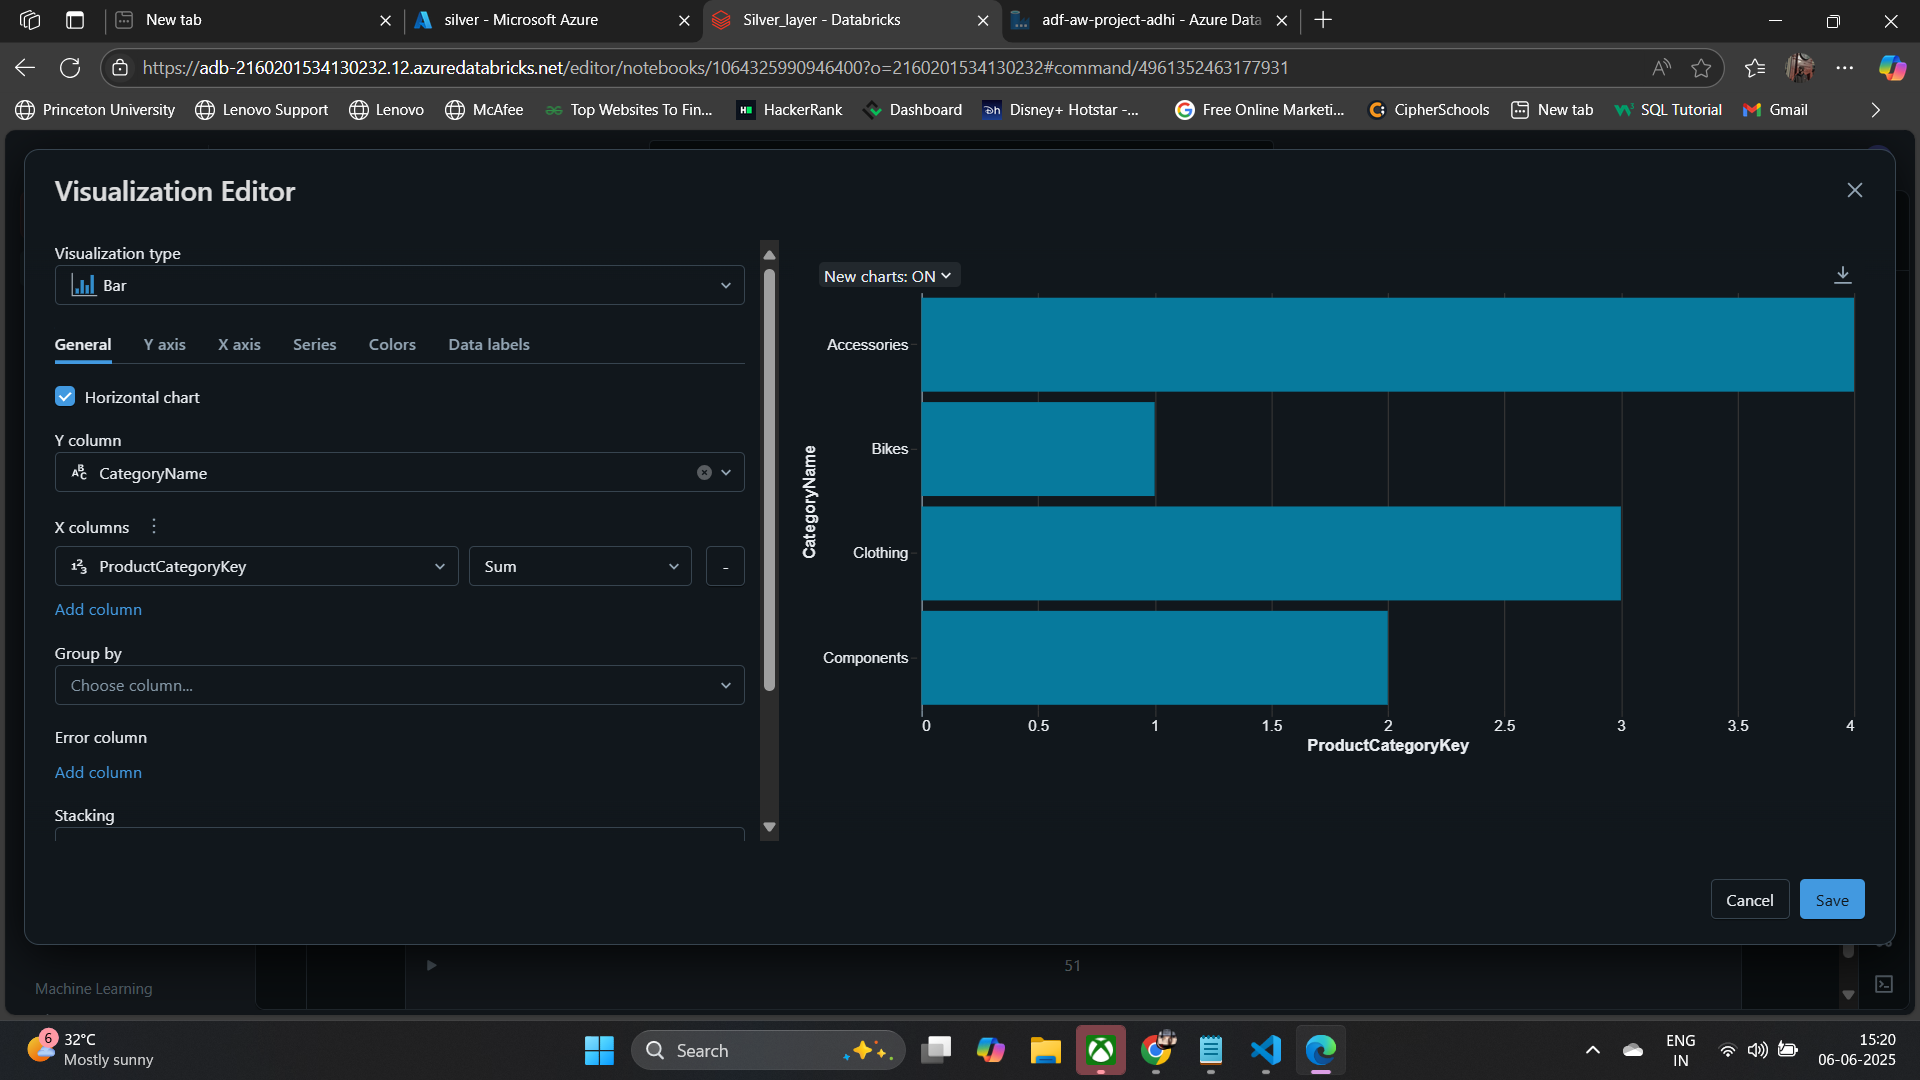 New tab
silver - Microsoft Azure
Silver_layer - Databricks
adf-aw-project-adhi - Azure Data
https://adb-2160201534130232.12.azuredatabricks.net/editor/notebooks/1064325990946400?o=2160201534130232#command/4961352463177931
Princeton University
Lenovo Support
Lenovo
McAfee
Top Websites To Fin...
HackerRank
Dashboard
Disney+ Hotstar -...
Free Online Marketi...
CipherSchools
New tab
SQL Tutorial
Gmail
Visualization Editor
Visualization type
Bar
General
Y axis
X axis
Series
Colors
Data labels
Horizontal chart
Y column
CategoryName
X columns
ProductCategoryKey
Sum
-
Add column
Group by
Choose column...
Error column
Add column
Stacking
New charts: ON
Accessories
Bikes
Clothing
Components
CategoryName
0 0.5 1 1.5 2 2.5 3 3.5 4
ProductCategoryKey
Cancel
Save
51
Machine Learning
6
32°C
Mostly sunny
Search
ENG
IN
15:20
06-06-2025